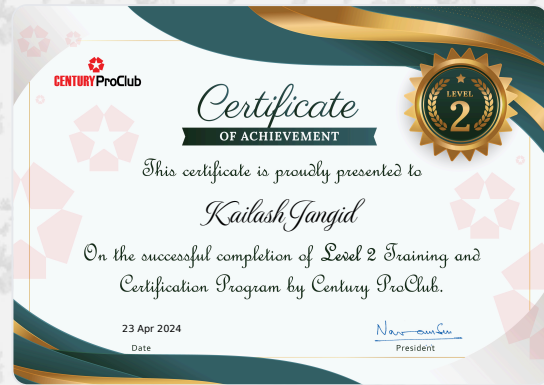 CENTURY ProClub
LEVEL
2
Certificate
OF ACHIEVEMENT
This certificate is proudly presented to
Kailash Jangid
On the successful completion of Level 2 Training and
Certification Program by Century ProClub.
23 Apr 2024
Date
President